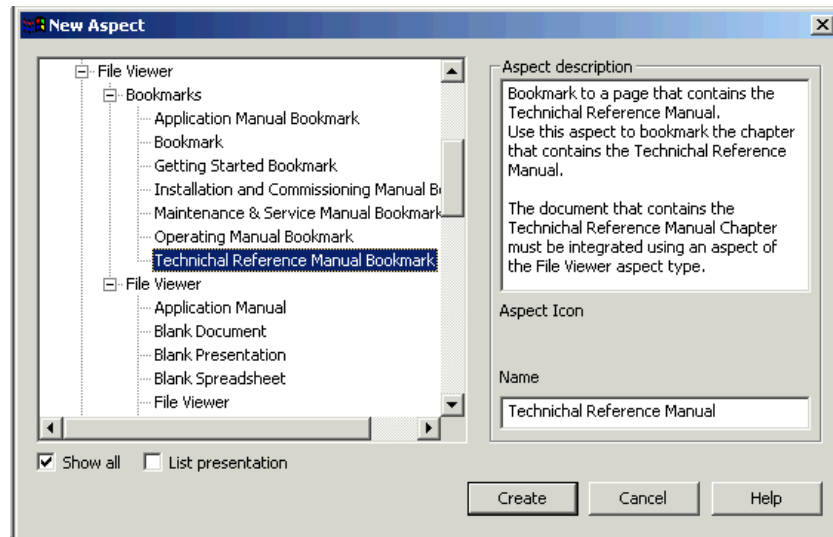 New Aspect
File Viewer
Bookmarks
Application Manual Bookmark
Bookmark
Getting Started Bookmark
Installation and Commissioning Manual
Maintenance & Service Manual Bookmark
Operating Manual Bookmark
Technichal Reference Manual Bookmark
File Viewer
Application Manual
Blank Document
Blank Presentation
Blank Spreadsheet
File Viewer
Show all
List presentation
Aspect description
Bookmark to a page that contains the
Technichal Reference Manual.
Use this aspect to bookmark the chapter
that contains the Technichal Reference
Manual.
The document that contains the
Technichal Reference Manual Chapter
must be integrated using an aspect of
the File Viewer aspect type.
Aspect Icon
Name
Technichal Reference Manual
Create
Cancel
Help